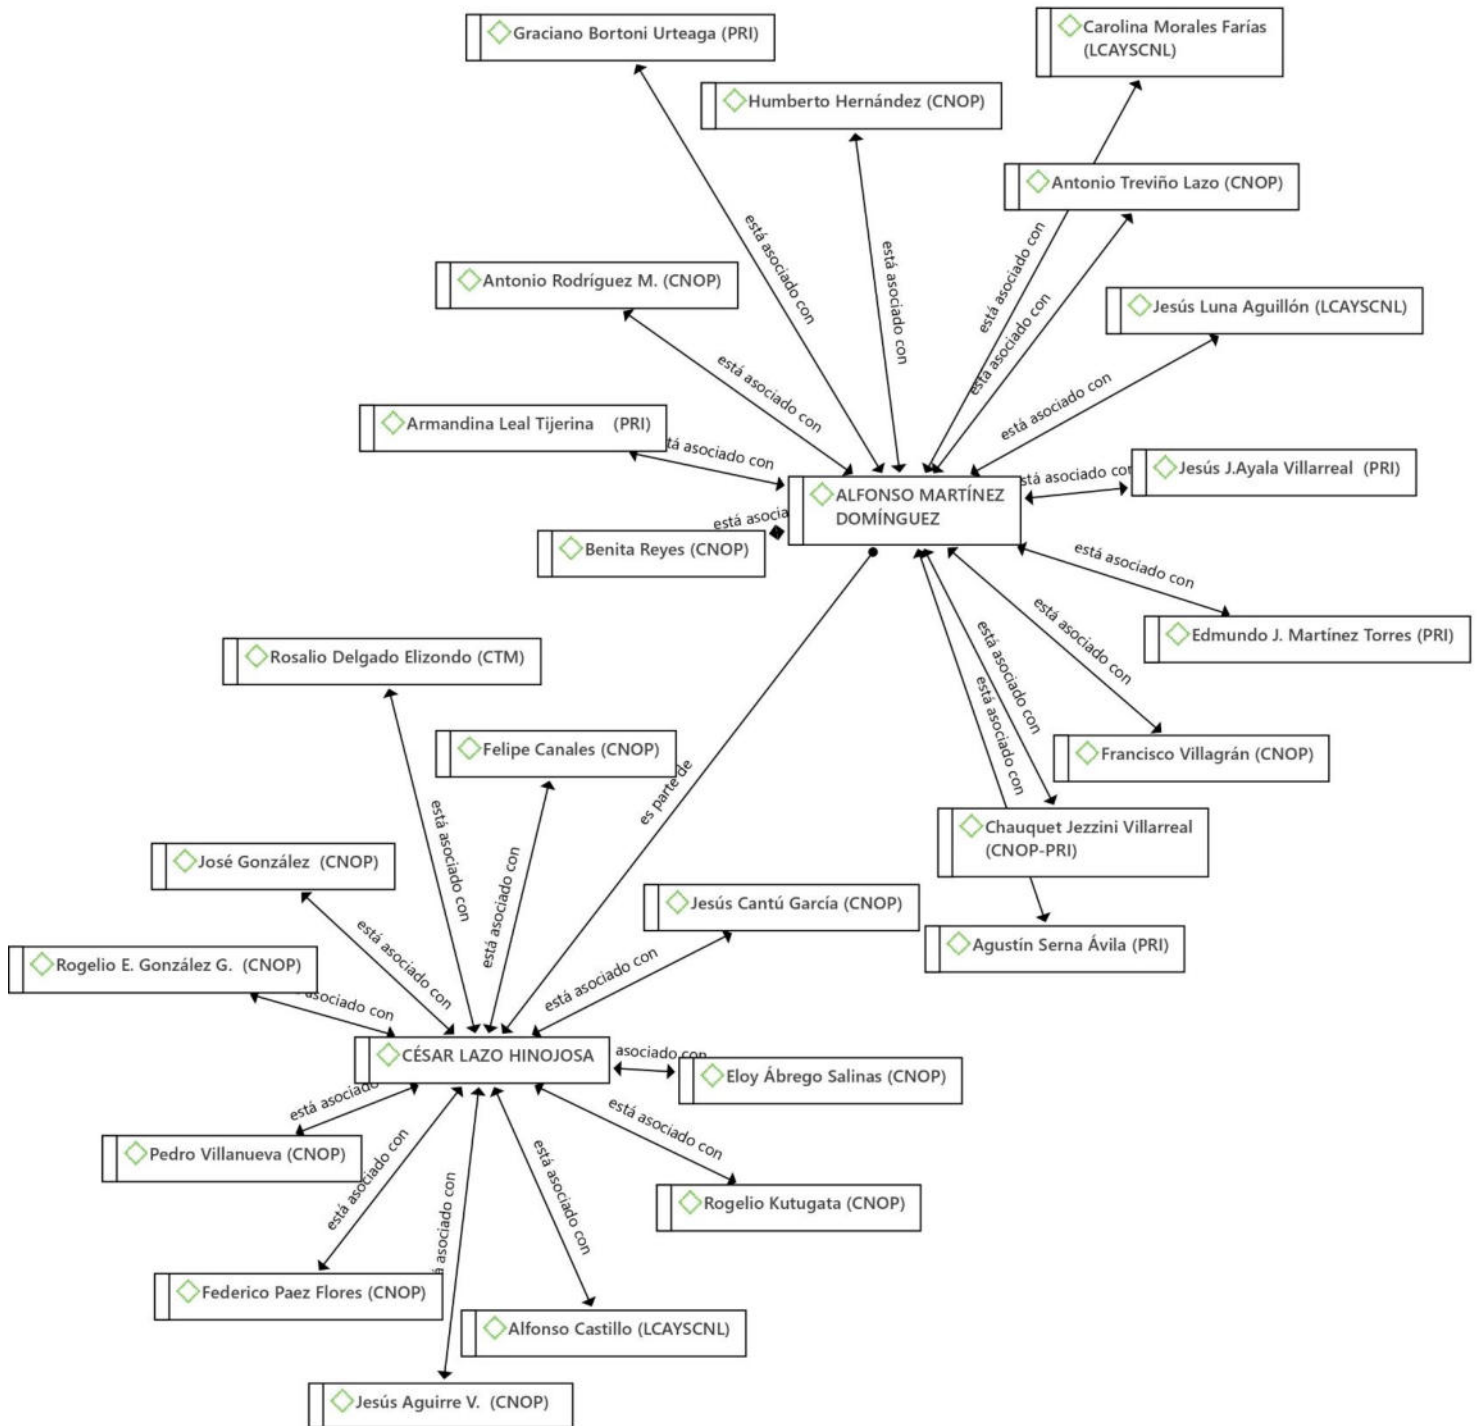 Graciano Bortoni Urteaga (PRI)
Carolina Morales Farías
(LCAYSCNL)
Humberto Hernández (CNOP)
Antonio Treviño Lazo (CNOP)
está asociado con
está asociado con
está asociado con
Antonio Rodríguez M. (CNOP)
está asociado con
Jesús Luna Aguillón (LCAYSCNL)
está asociado con
está asociado con
Armandina Leal Tijerina (PRI)
tá asociado con
Jesús J.Ayala Villarreal (PRI)
stá asociado con
ALFONSO MARTÍNEZ
DOMÍNGUEZ
está asocia
Benita Reyes (CNOP)
está asociado con
Edmundo J. Martínez Torres (PRI)
está asociado con
está asociado con
está asociado con
Rosalio Delgado Elizondo (CTM)
Felipe Canales (CNOP)
Francisco Villagrán (CNOP)
es parte de
Chauquet Jezzini Villarreal
(CNOP-PRI)
está asociado con
José González (CNOP)
está asociado con
Jesús Cantú García (CNOP)
Agustín Serna Ávila (PRI)
está asociado con
Rogelio E. González G. (CNOP)
está asociado con
asociado con
CÉSAR LAZO HINOJOSA
asociado con
Eloy Ábrego Salinas (CNOP)
está asociado
está asociado con
Pedro Villanueva (CNOP)
está asociado con
está asociado con
asociado con
Rogelio Kutugata (CNOP)
Federico Paez Flores (CNOP)
Alfonso Castillo (LCAYSCNL)
Jesús Aguirre V. (CNOP)